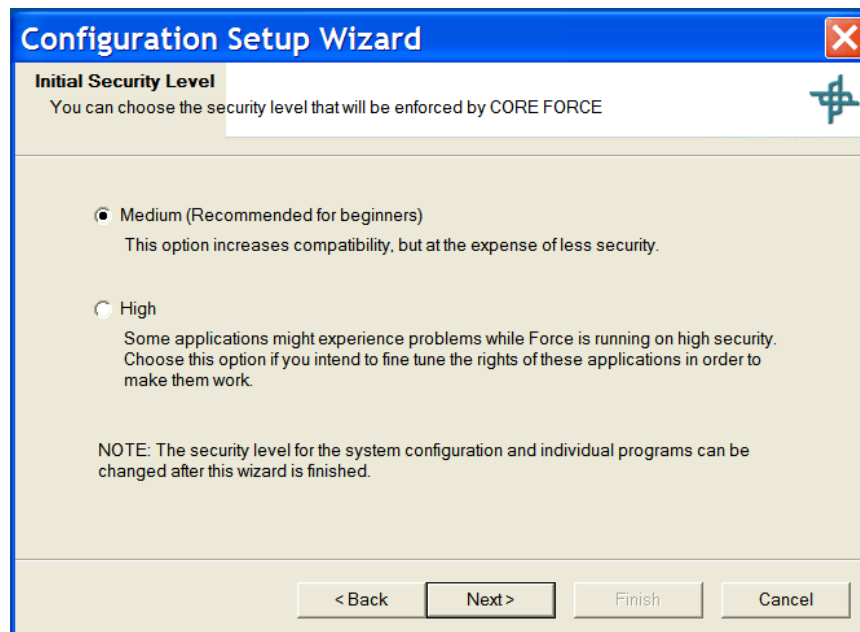 Configuration Setup Wizard
Initial Security Level
You can choose the security level that will be enforced by CORE FORCE
Medium (Recommended for beginners)
This option increases compatibility, but at the expense of less security.
High
Some applications might experience problems while Force is running on high security.
Choose this option if you intend to fine tune the rights of these applications in order to
make them work.
NOTE: The security level for the system configuration and individual programs can be
changed after this wizard is finished.
< Back Next > Finish Cancel